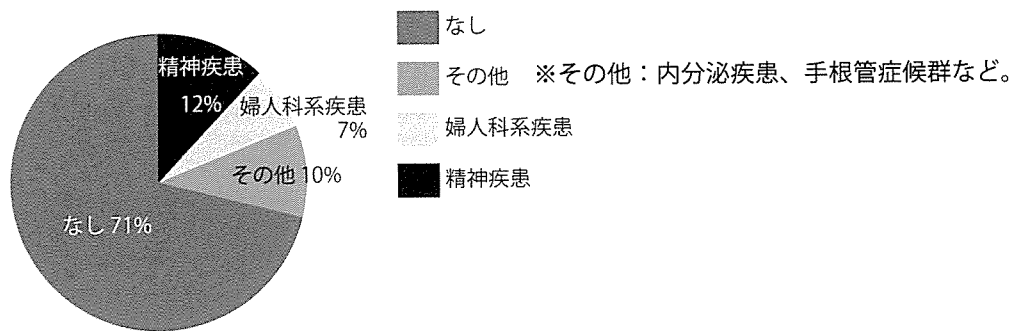 なし
その他 ※その他：内分泌疾患、手根管症候群など。
婦人科系疾患
精神疾患
精神疾患
12%
婦人科系疾患
7%
その他 10%
なし 71%